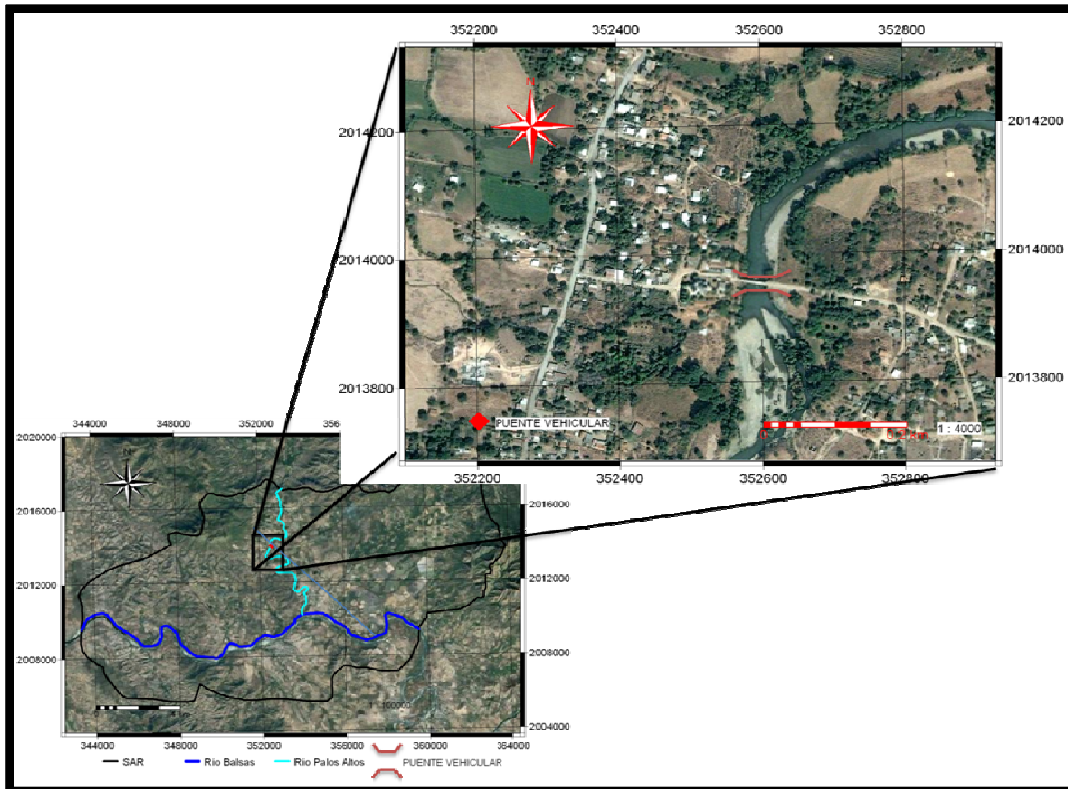 352200 352400 352600 352800
N
2014200 2014200
2014000 2014000
2013800 2013800
PUENTE VEHICULAR
0 1 : 4000
352200 352400 352600 352800
344000 348000 352000 356
2020000
2016000 2016000
2012000 2012000
2008000 2008000
2004000
344000 348000 352000 356000 360000 364000
SAR Rio Balsas Rio Palos Altos PUENTE VEHICULAR